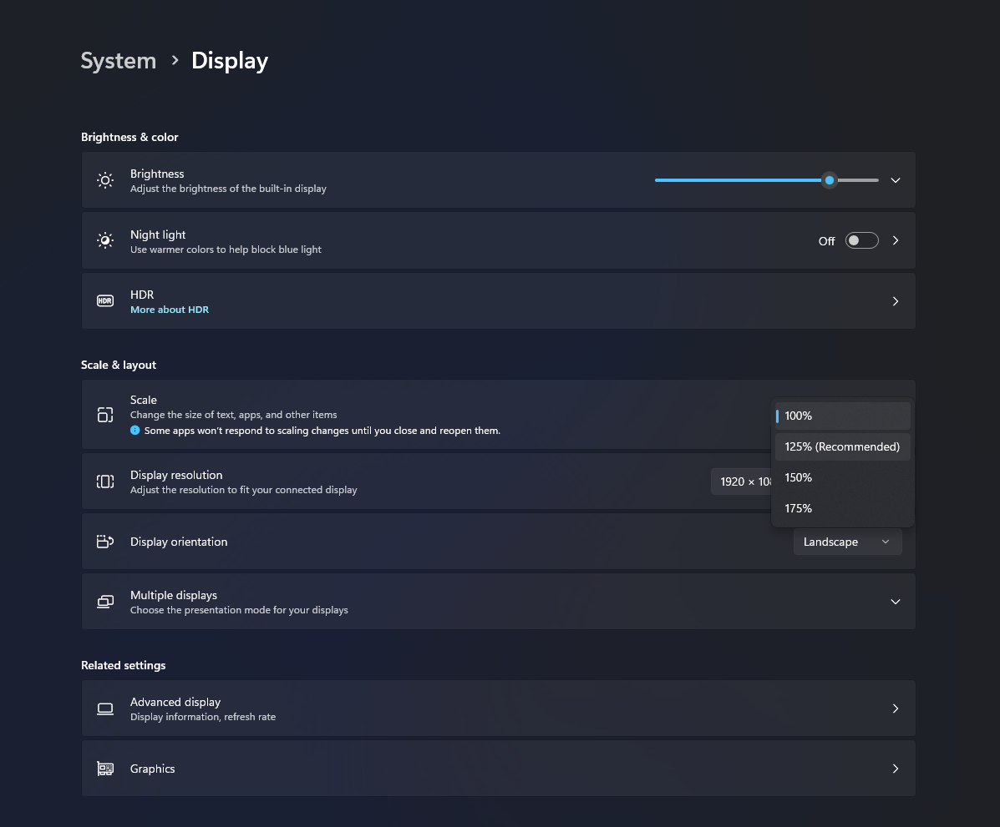 System > Display
Brightness & color
Brightness
Adjust the brightness of the built-in display
Night light
Use warmer colors to help block blue light
Off
HDR
HDR
More about HDR
Scale & layout
Scale
Change the size of text, apps, and other items
Some apps won't respond to scaling changes until you close and reopen them.
100%
125% (Recommended)
150%
175%
Display resolution
Adjust the resolution to fit your connected display
1920 ×
Display orientation
Landscape
Multiple displays
Choose the presentation mode for your displays
Related settings
Advanced display
Display information, refresh rate
Graphics